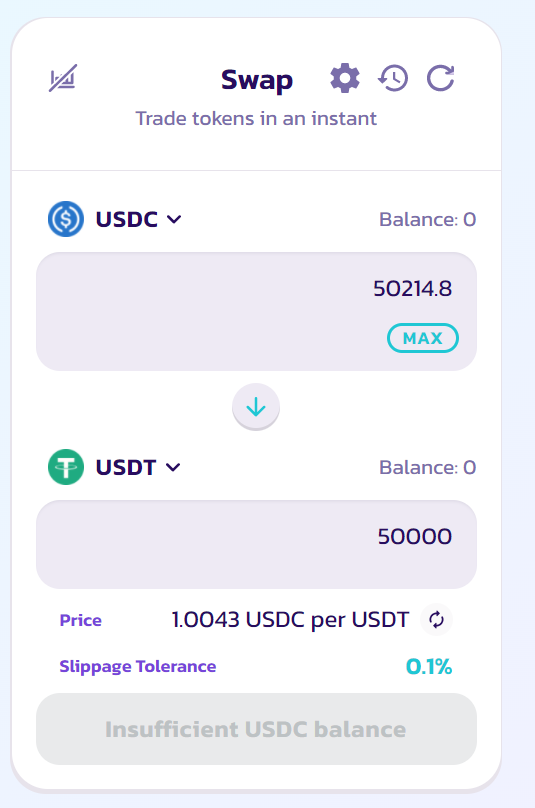 Swap
Trade tokens in an instant
USDC Balance: 0
50214.8
MAX
USDT Balance: 0
50000
Price 1.0043 USDC per USDT
Slippage Tolerance 0.1%
Insufficient USDC balance